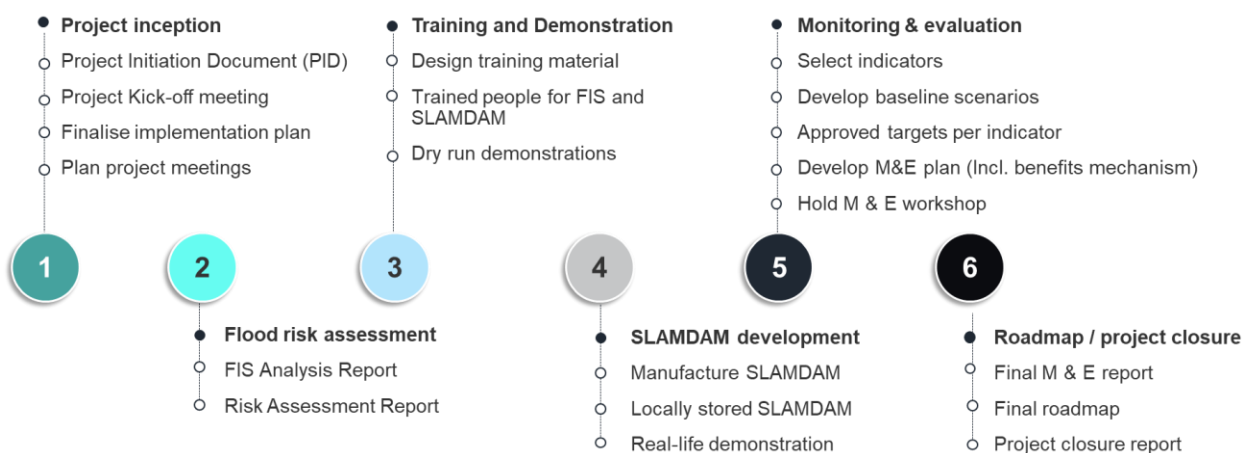 Project inception
Project Initiation Document (PID)
Project Kick-off meeting
Finalise implementation plan
Plan project meetings
Training and Demonstration
Design training material
Trained people for FIS and
SLAMDAM
Dry run demonstrations
Monitoring & evaluation
Select indicators
Develop baseline scenarios
Approved targets per indicator
Develop M&E plan (Incl. benefits mechanism)
Hold M & E workshop
1
2
3
4
5
6
Flood risk assessment
FIS Analysis Report
Risk Assessment Report
SLAMDAM development
Manufacture SLAMDAM
Locally stored SLAMDAM
Real-life demonstration
Roadmap / project closure
Final M & E report
Final roadmap
Project closure report